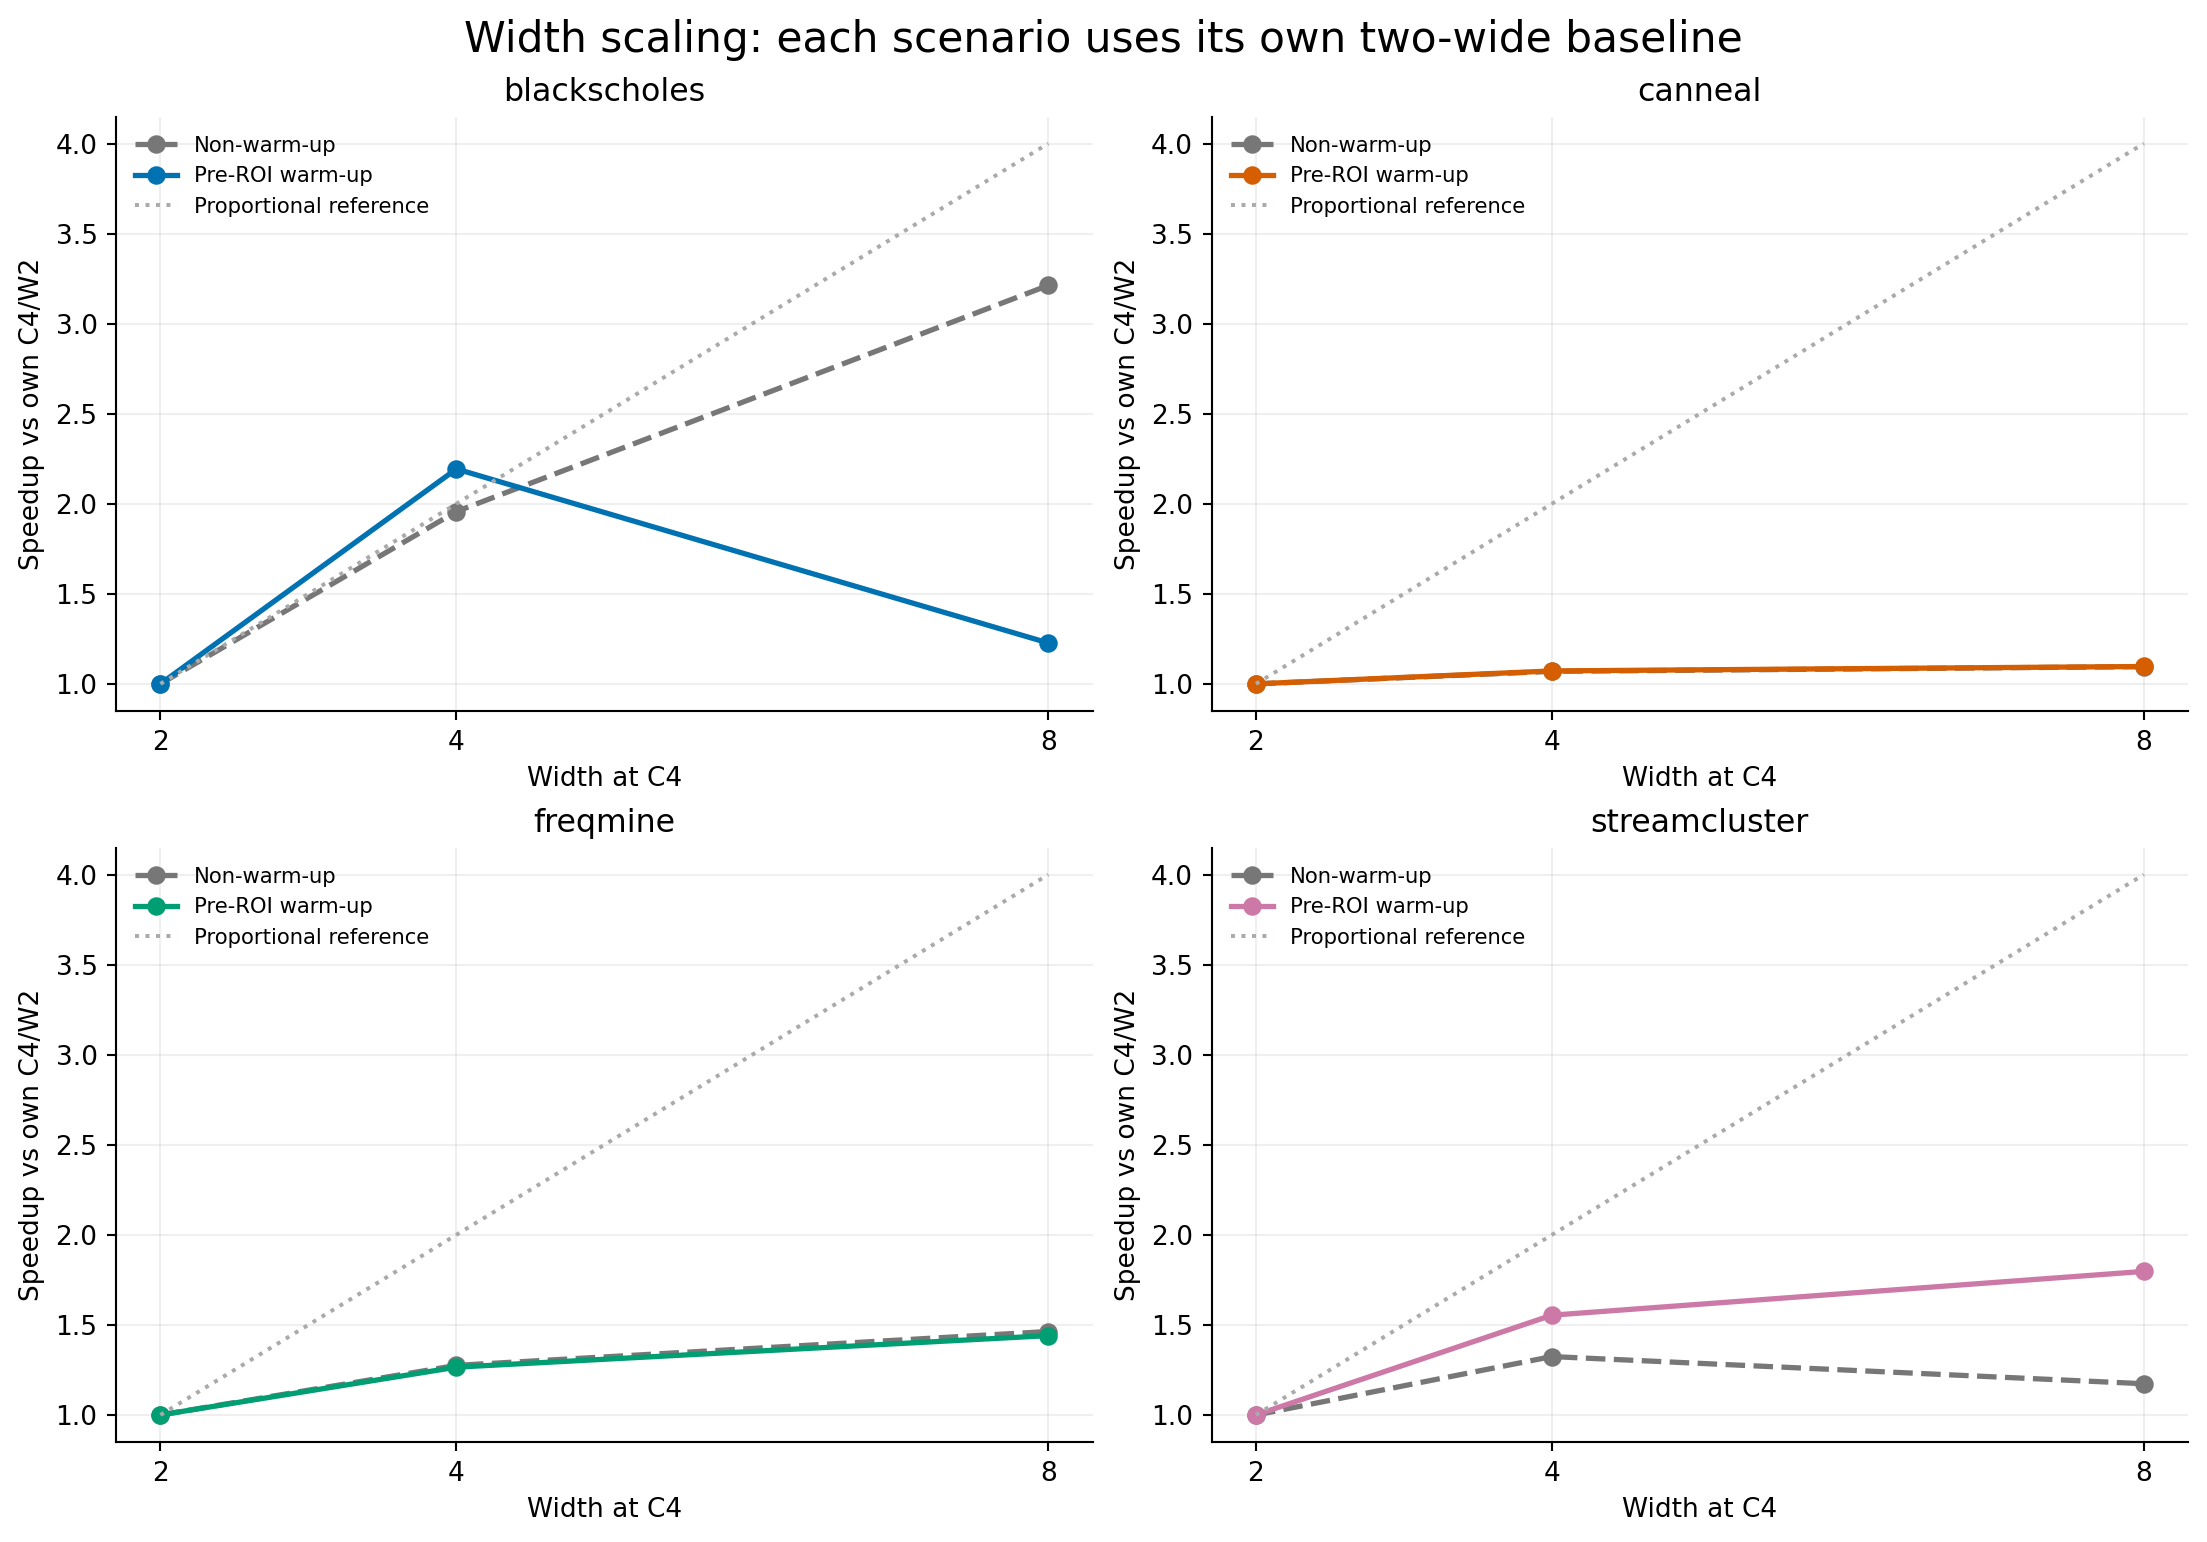 Width scaling: each scenario uses its own two-wide baseline
blackscholes
Non-warm-up
Pre-ROI warm-up
Proportional reference
Speedup vs own C4/W2
4.0
3.5
3.0
2.5
2.0
1.5
1.0
2 4 8
Width at C4
canneal
Non-warm-up
Pre-ROI warm-up
Proportional reference
Speedup vs own C4/W2
4.0
3.5
3.0
2.5
2.0
1.5
1.0
2 4 8
Width at C4
freqmine
Non-warm-up
Pre-ROI warm-up
Proportional reference
Speedup vs own C4/W2
4.0
3.5
3.0
2.5
2.0
1.5
1.0
2 4 8
Width at C4
streamcluster
Non-warm-up
Pre-ROI warm-up
Proportional reference
Speedup vs own C4/W2
4.0
3.5
3.0
2.5
2.0
1.5
1.0
2 4 8
Width at C4